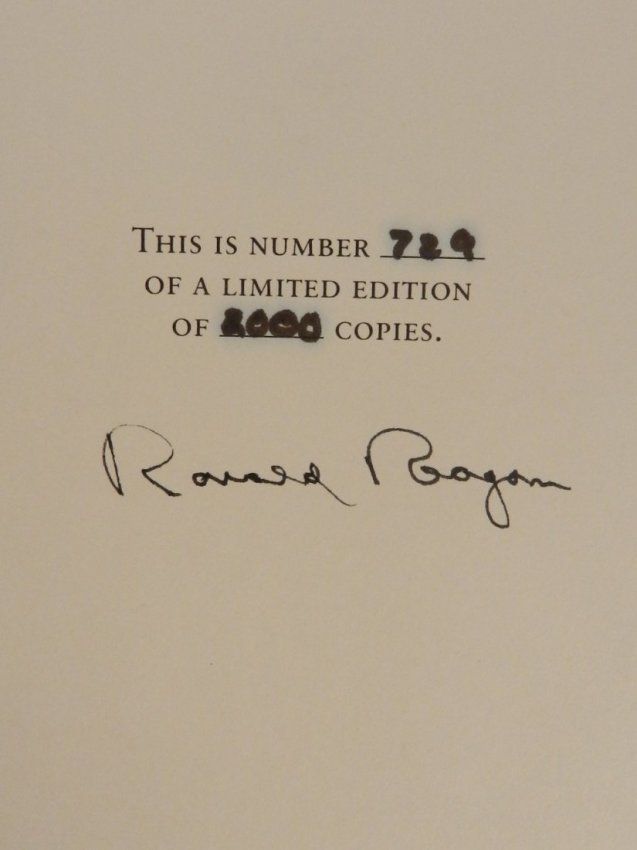 THIS IS NUMBER 729
OF A LIMITED EDITION
OF 2000 COPIES.
Ronald Reagan